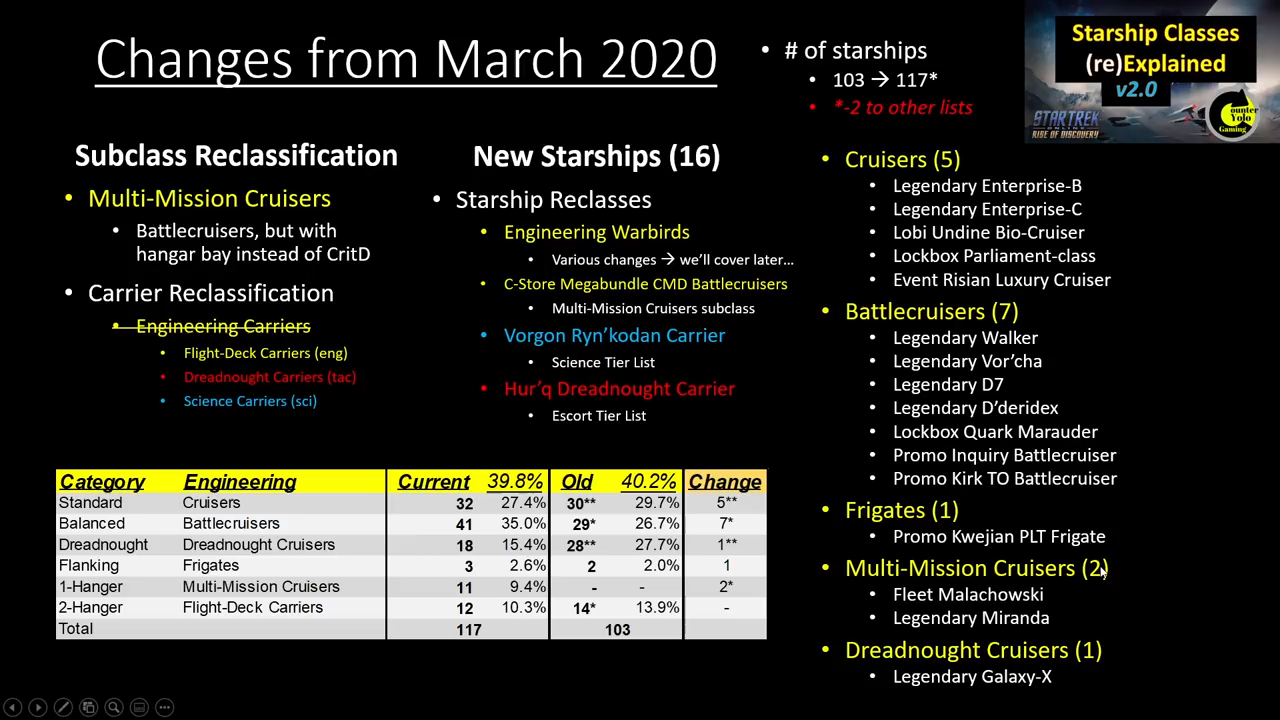 Changes from March 2020
• # of starships
• 103 → 117*
• *-2 to other lists
Starship Classes
(re)Explained
v2.0
STAR TREK
ONLINE
RISE OF DISCOVERY
Counter
Yolo
Gaming
Subclass Reclassification
• Multi-Mission Cruisers
• Battlecruisers, but with
hangar bay instead of CritD
• Carrier Reclassification
• Engineering Carriers
• Flight-Deck Carriers (eng)
• Dreadnought Carriers (tac)
• Science Carriers (sci)
New Starships (16)
• Starship Reclasses
• Engineering Warbirds
• Various changes → we’ll cover later…
• C-Store Megabundle CMD Battlecruisers
• Multi-Mission Cruisers subclass
• Vorgon Ryn’kodan Carrier
• Science Tier List
• Hur’q Dreadnought Carrier
• Escort Tier List
• Cruisers (5)
• Legendary Enterprise-B
• Legendary Enterprise-C
• Lobi Undine Bio-Cruiser
• Lockbox Parliament-class
• Event Risian Luxury Cruiser
• Battlecruisers (7)
• Legendary Walker
• Legendary Vor’cha
• Legendary D7
• Legendary D’deridex
• Lockbox Quark Marauder
• Promo Inquiry Battlecruiser
• Promo Kirk TO Battlecruiser
• Frigates (1)
• Promo Kwejian PLT Frigate
• Multi-Mission Cruisers (2)
• Fleet Malachowski
• Legendary Miranda
• Dreadnought Cruisers (1)
• Legendary Galaxy-X
Category Engineering Current 39.8% Old 40.2% Change
Standard Cruisers 32 27.4% 30** 29.7% 5**
Balanced Battlecruisers 41 35.0% 29* 26.7% 7*
Dreadnought Dreadnought Cruisers 18 15.4% 28** 27.7% 1**
Flanking Frigates 3 2.6% 2 2.0% 1
1-Hanger Multi-Mission Cruisers 11 9.4% - - 2*
2-Hanger Flight-Deck Carriers 12 10.3% 14* 13.9% -
Total 117 103